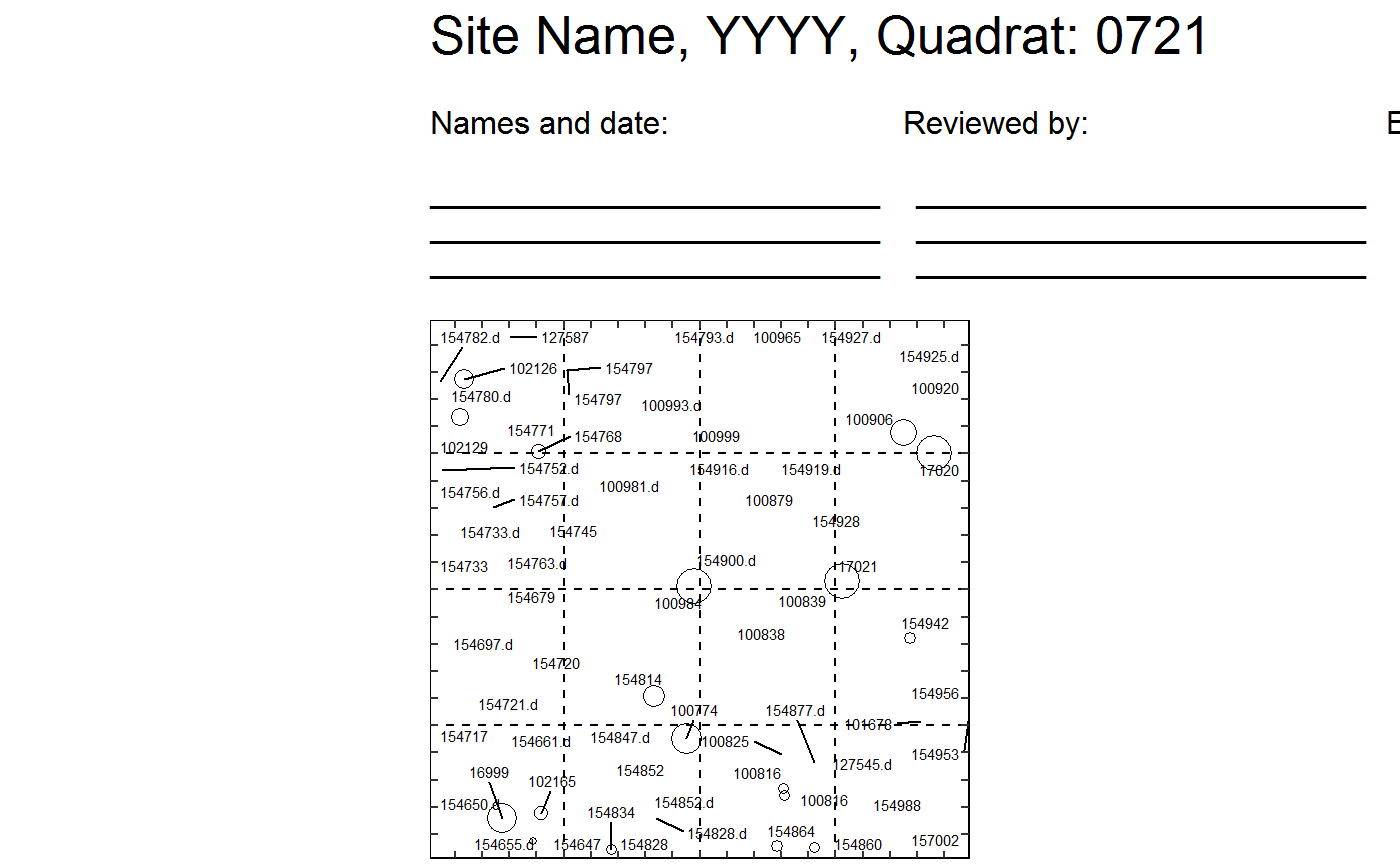 Site Name, YYYY, Quadrat: 0721
Names and date: Reviewed by: E
154782.d 127587 154793.d 100965 154927.d
154925.d
102126 154797
100920
154780.d 154797
100993.d
100906
154771 154768 100999
102129
154752.d 154916.d 154919.d 17020
100981.d
154756.d 154757.d 100879
154928
154733.d 154745
154900.d
154733 154763.d 17021
154679 100984 100839
154942
100838
154697.d
154720
154814
154956
154721.d 100774 154877.d
101678
154717 154661.d 154847.d 100825
154953
127545.d
16999 154852 100816
102165
154650.d 154852.d 100816 154988
154834
154828.d 154864
157002
154655.d 154647 154828 154860